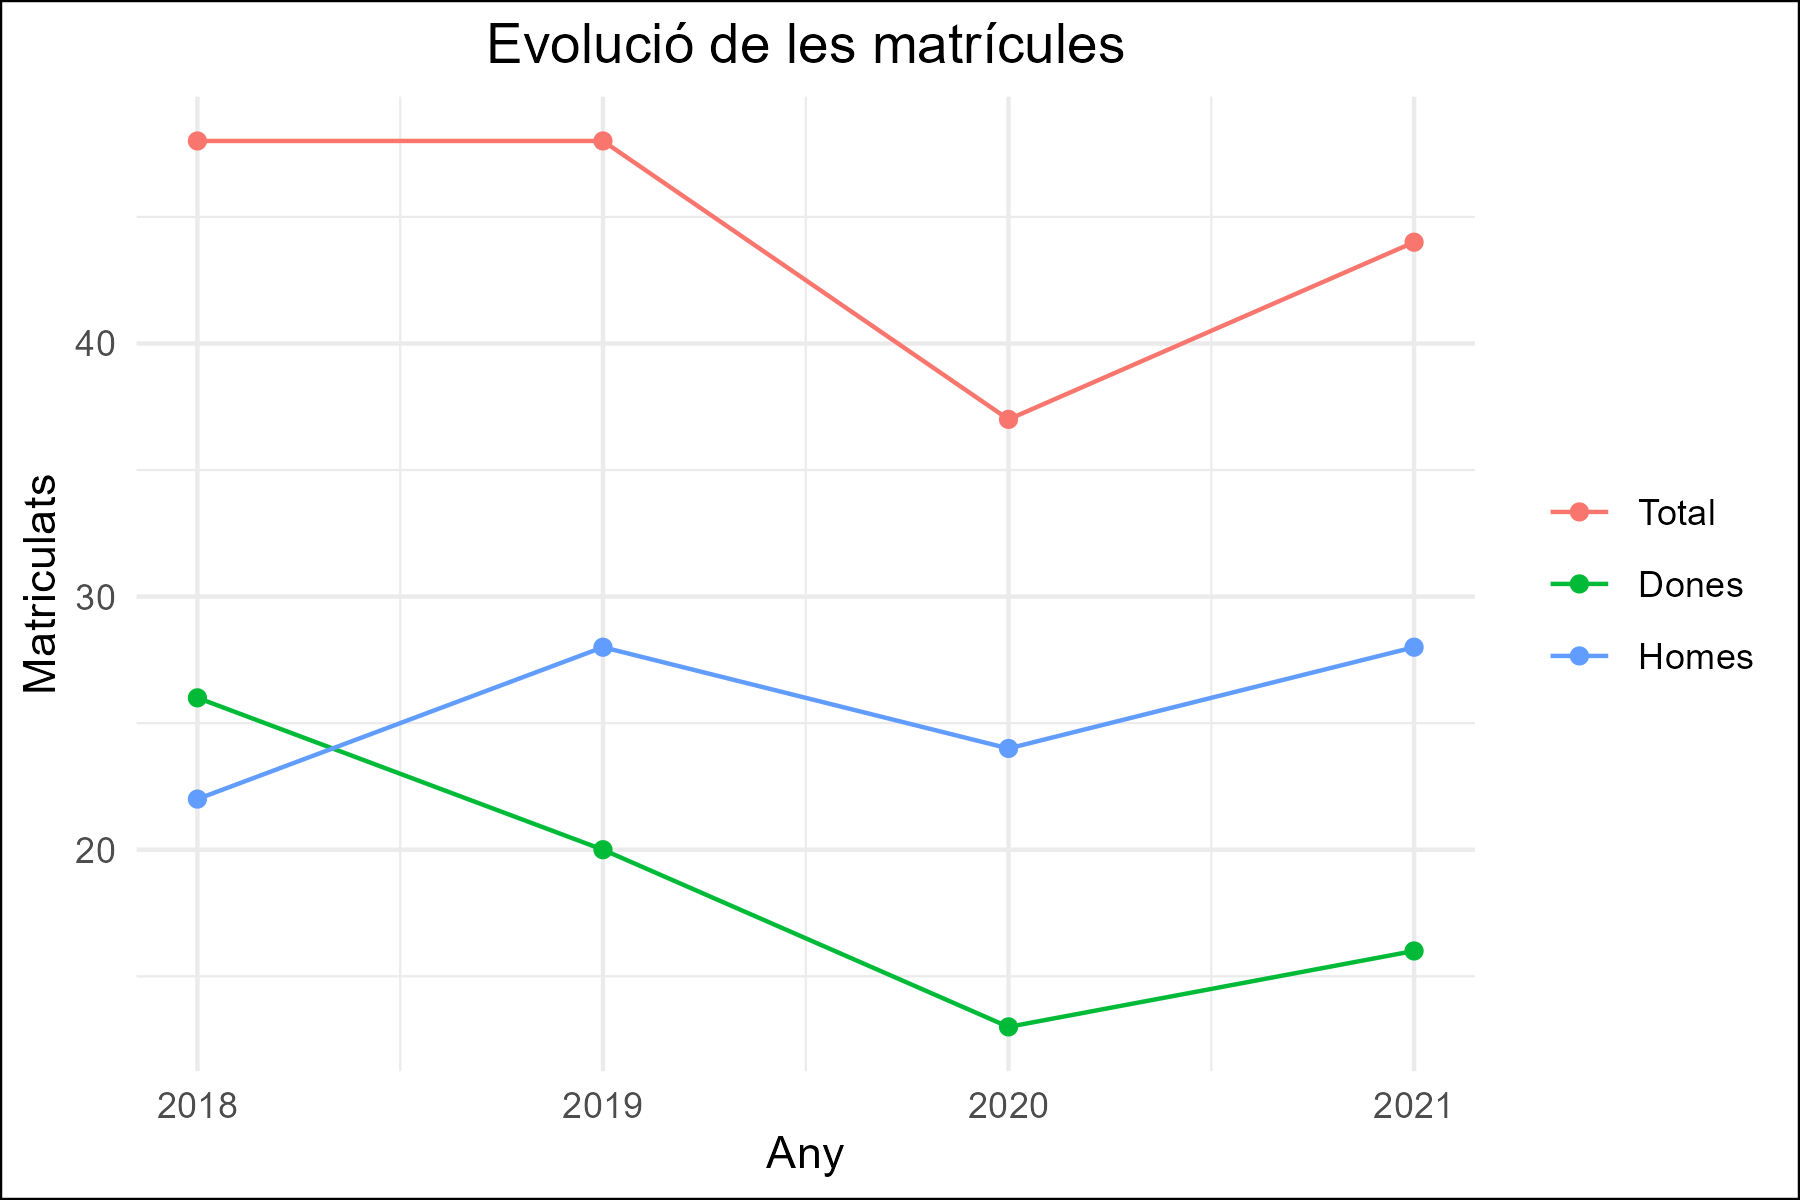 Evolució de les matrícules
Matriculats
40
30
20
2018 2019 2020 2021
Any
Total
Dones
Homes